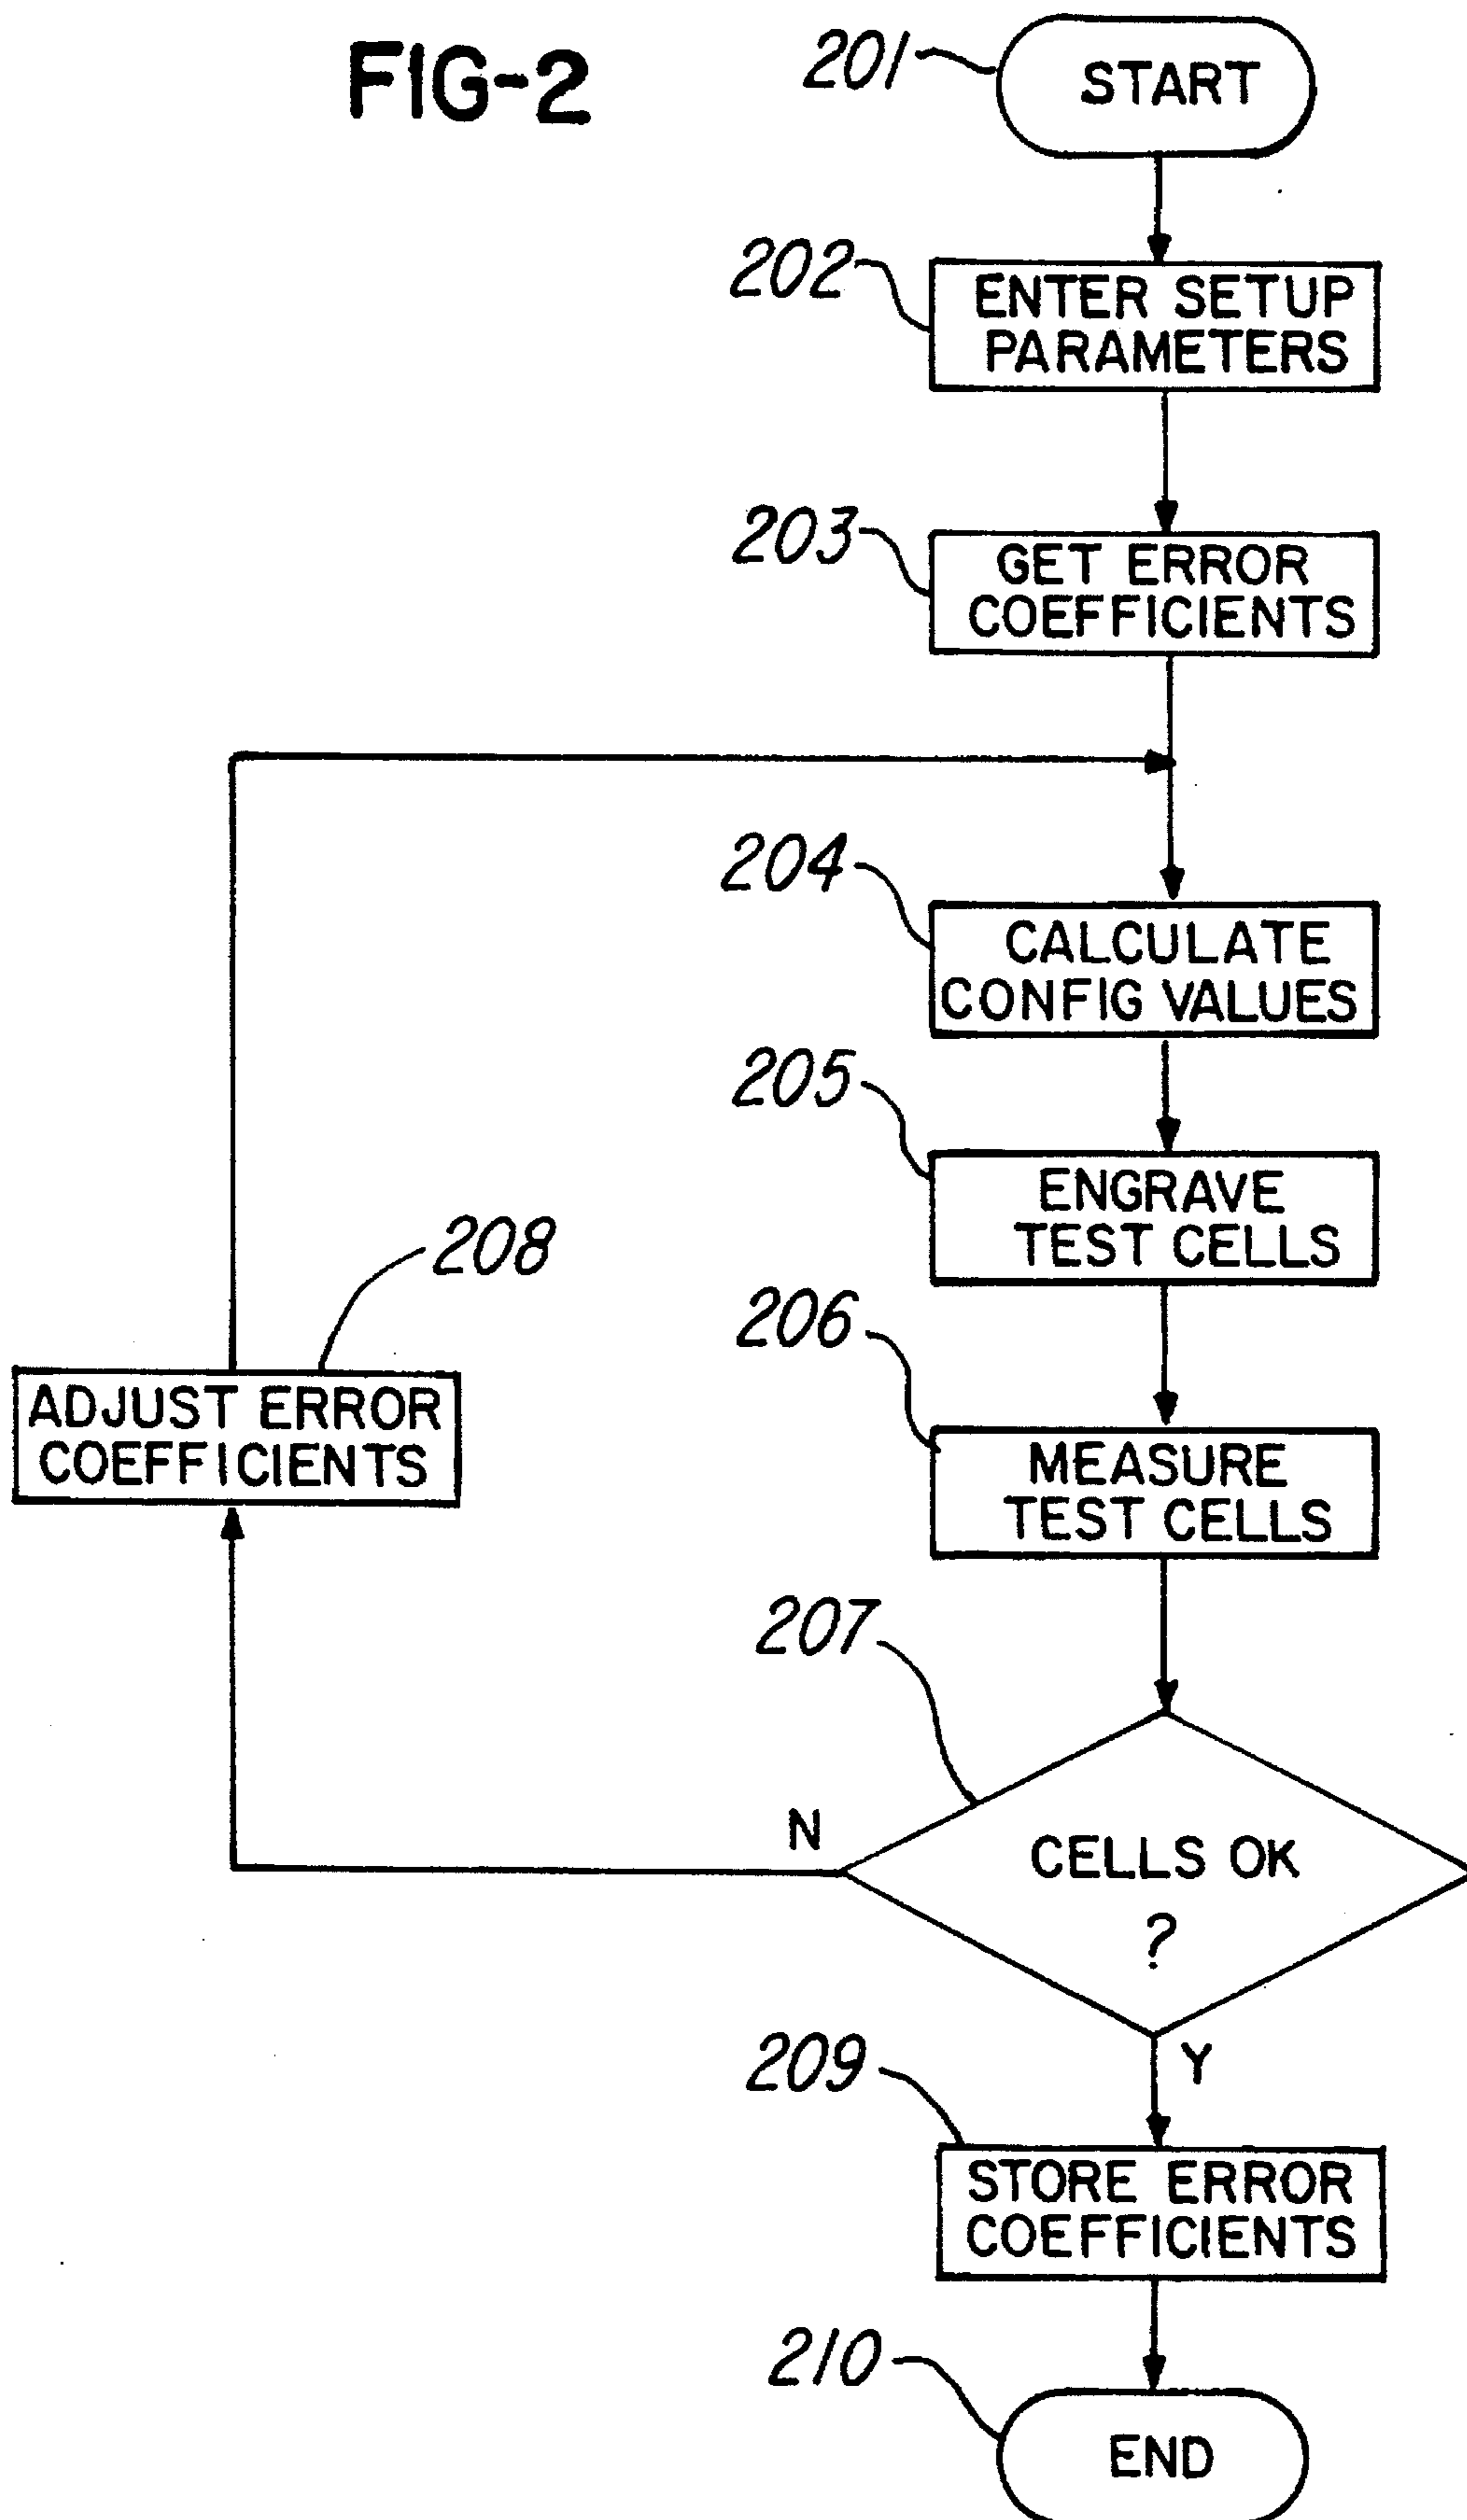 FIG-2
201
START
202
ENTER SETUP
PARAMETERS
203
GET ERROR
COEFFICIENTS
204
CALCULATE
CONFIG VALUES
205
ENGRAVE
TEST CELLS
208
206
ADJUST ERROR
COEFFICIENTS
MEASURE
TEST CELLS
207
N
CELLS OK
?
209
Y
STORE ERROR
COEFFICIENTS
210
END